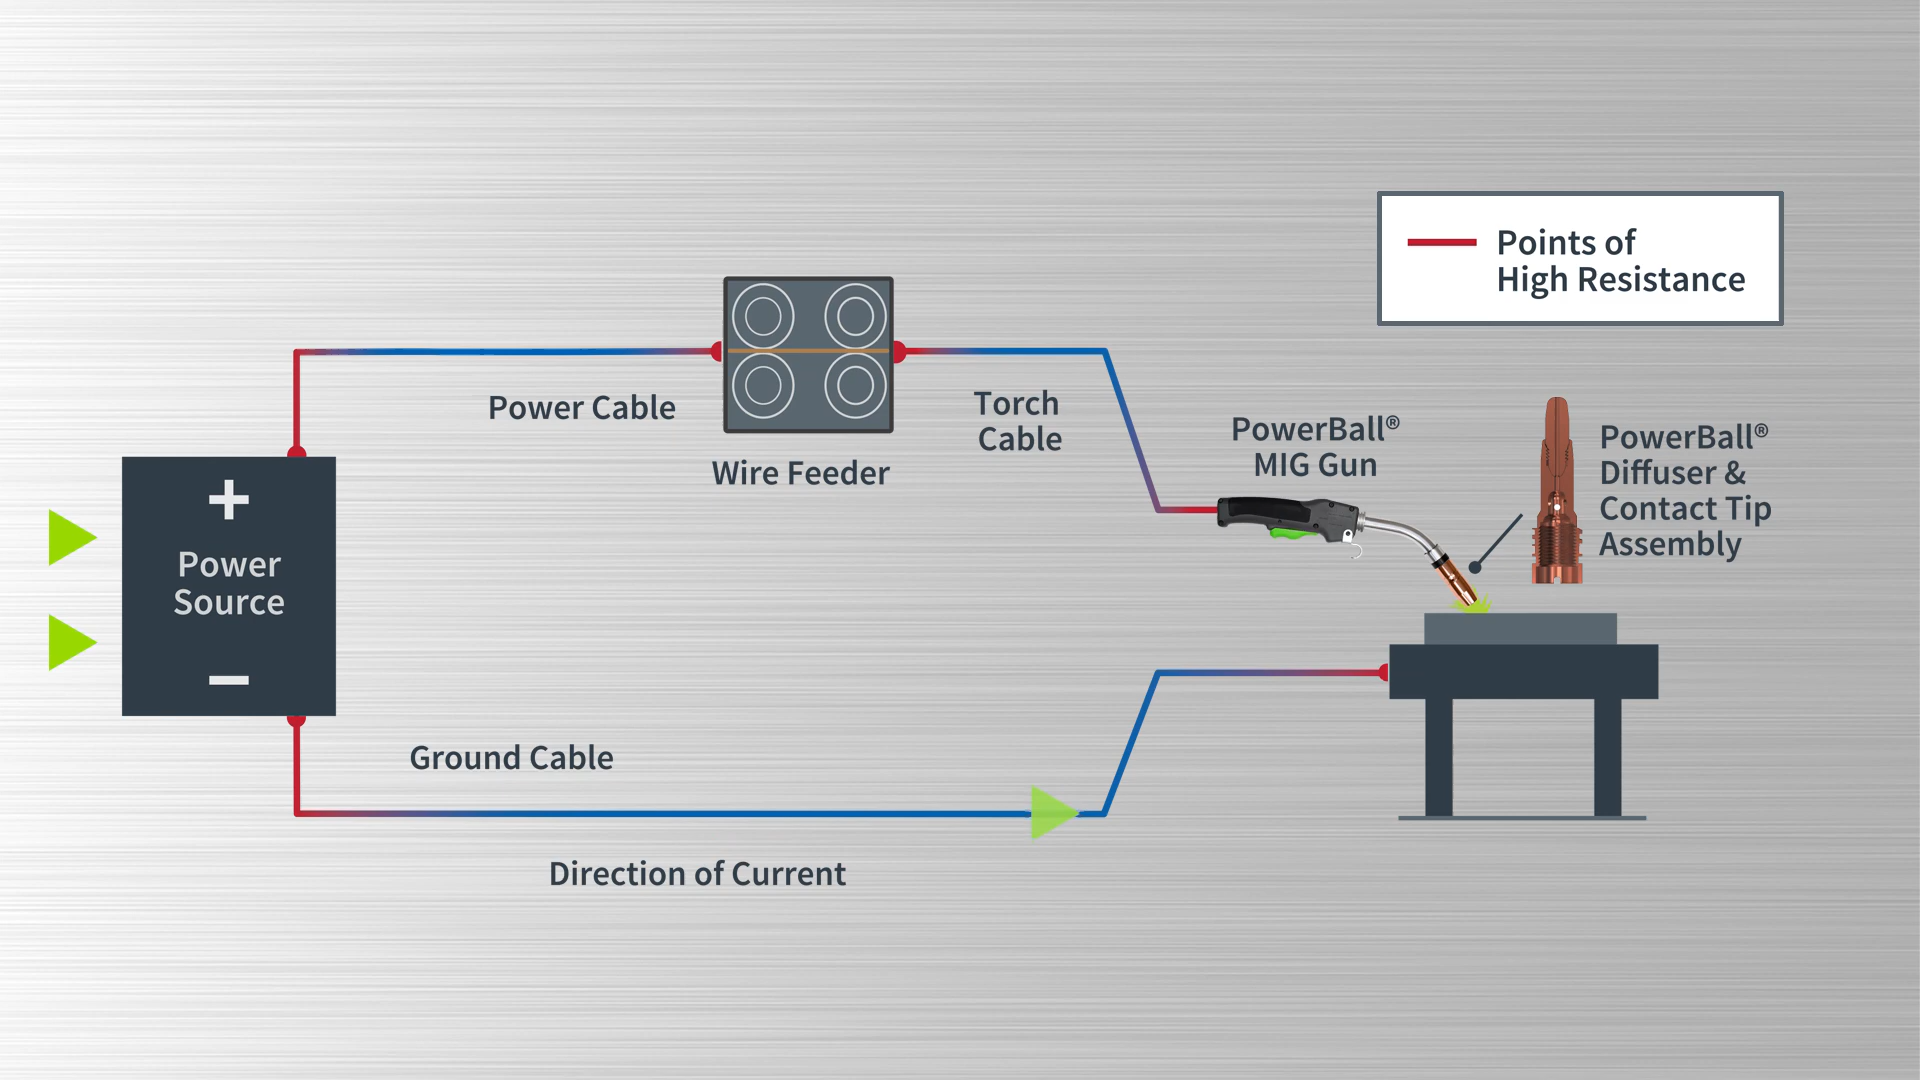 Points of
High Resistance
Power Cable
Torch
Cable
Wire Feeder
PowerBall®
MIG Gun
PowerBall®
Diffuser &
Contact Tip
Assembly
+
Power
Source
−
Ground Cable
Direction of Current